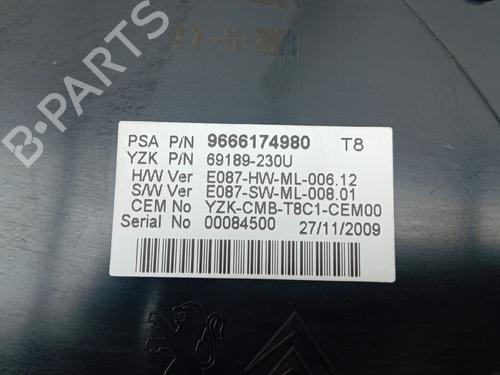 PSA P/N 9666174980 T8
YZK P/N 69189-230U
H/W Ver E087-HW-ML-006.12
S/W Ver E087-SW-ML-008.01
CEM No YZK-CMB-T8C1-CEM00
Serial No 00084500 27/11/2009
B-PARTS